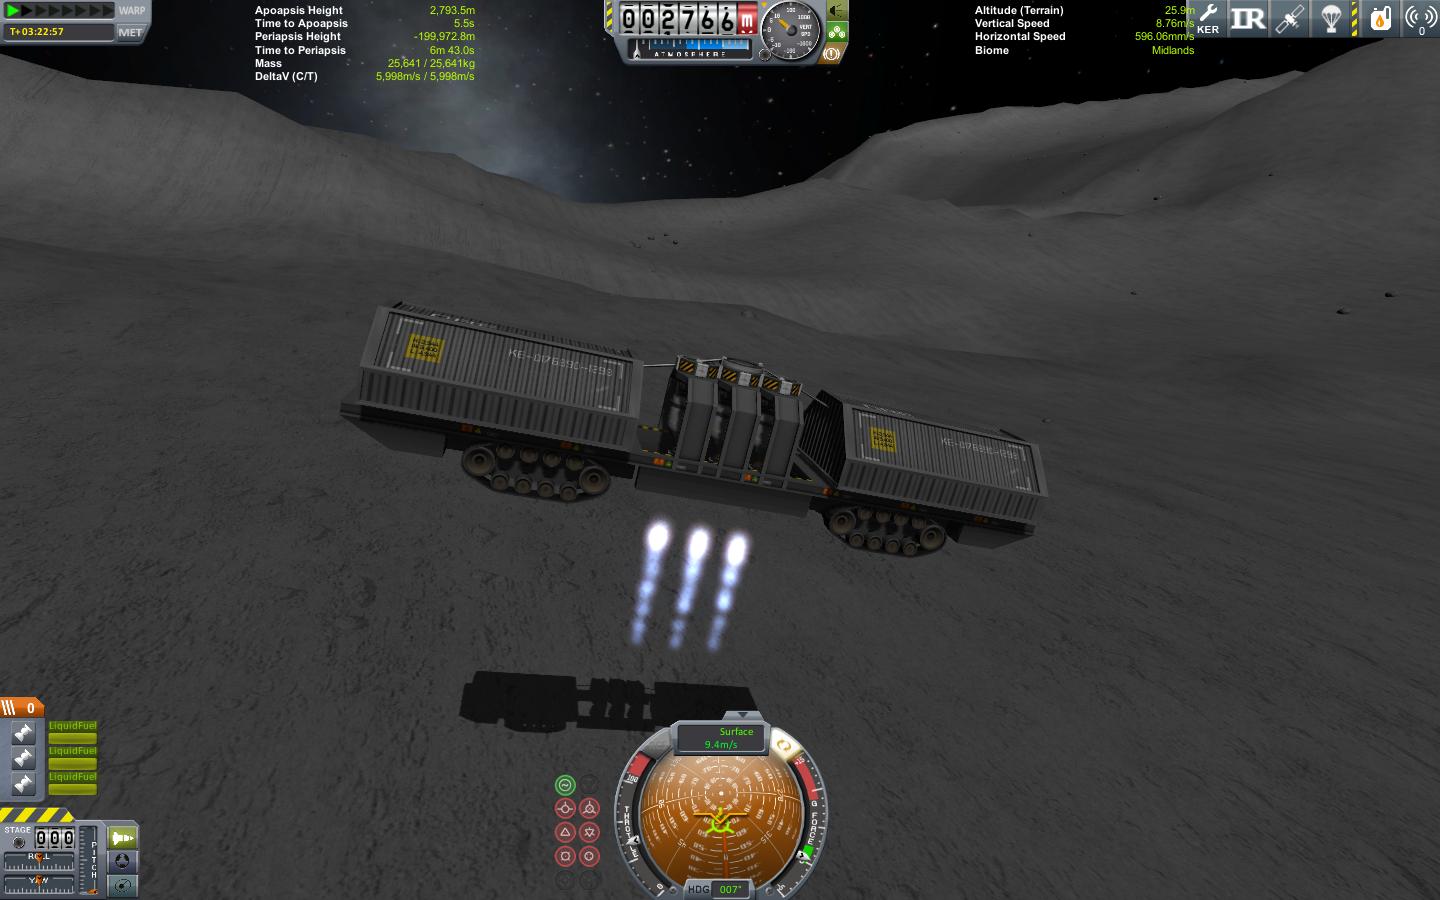 WARP
T+03:22:57
MET
Apoapsis Height 2,793.5m
Time to Apoapsis 5.5s
Periapsis Height -199,972.8m
Time to Periapsis 6m 43.0s
Mass 25,641 / 25,641kg
DeltaV (C/T) 5,998m/s / 5,998m/s
002766 m
ATMOSPHERE
Altitude (Terrain) 25.9m
Vertical Speed 8.76m/s
Horizontal Speed 596.06mm/s
Biome Midlands
KER
IR
0
0
LiquidFuel
LiquidFuel
LiquidFuel
STAGE 000
ROLL
YAW
PITCH
Surface
9.4m/s
G FORCE
HDG 007°